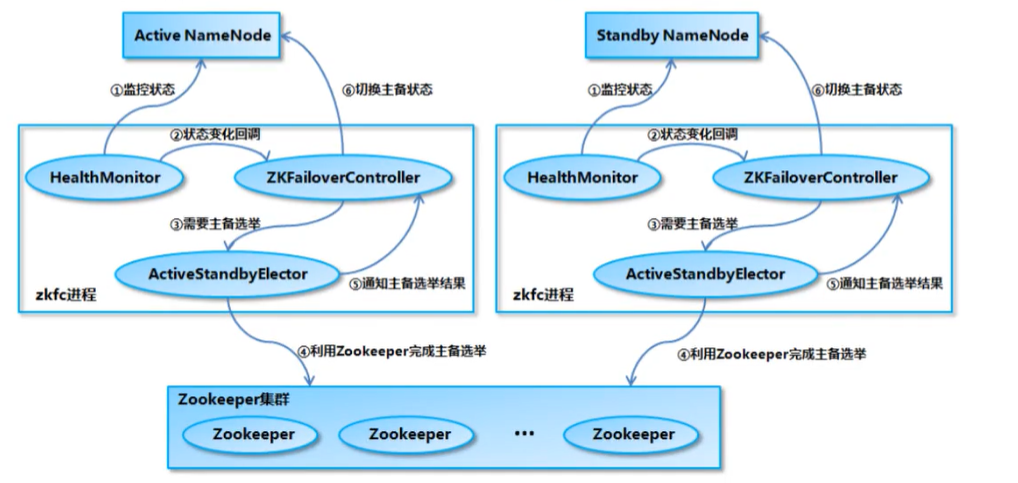 Active NameNode
Standby NameNode
①监控状态
⑥切换主备状态
①监控状态
⑥切换主备状态
②状态变化回调
②状态变化回调
HealthMonitor
ZKFailoverController
HealthMonitor
ZKFailoverController
③需要主备选举
③需要主备选举
ActiveStandbyElector
⑤通知主备选举结果
ActiveStandbyElector
⑤通知主备选举结果
zkfc进程
zkfc进程
④利用Zookeeper完成主备选举
④利用Zookeeper完成主备选举
Zookeeper集群
Zookeeper
Zookeeper
...
Zookeeper